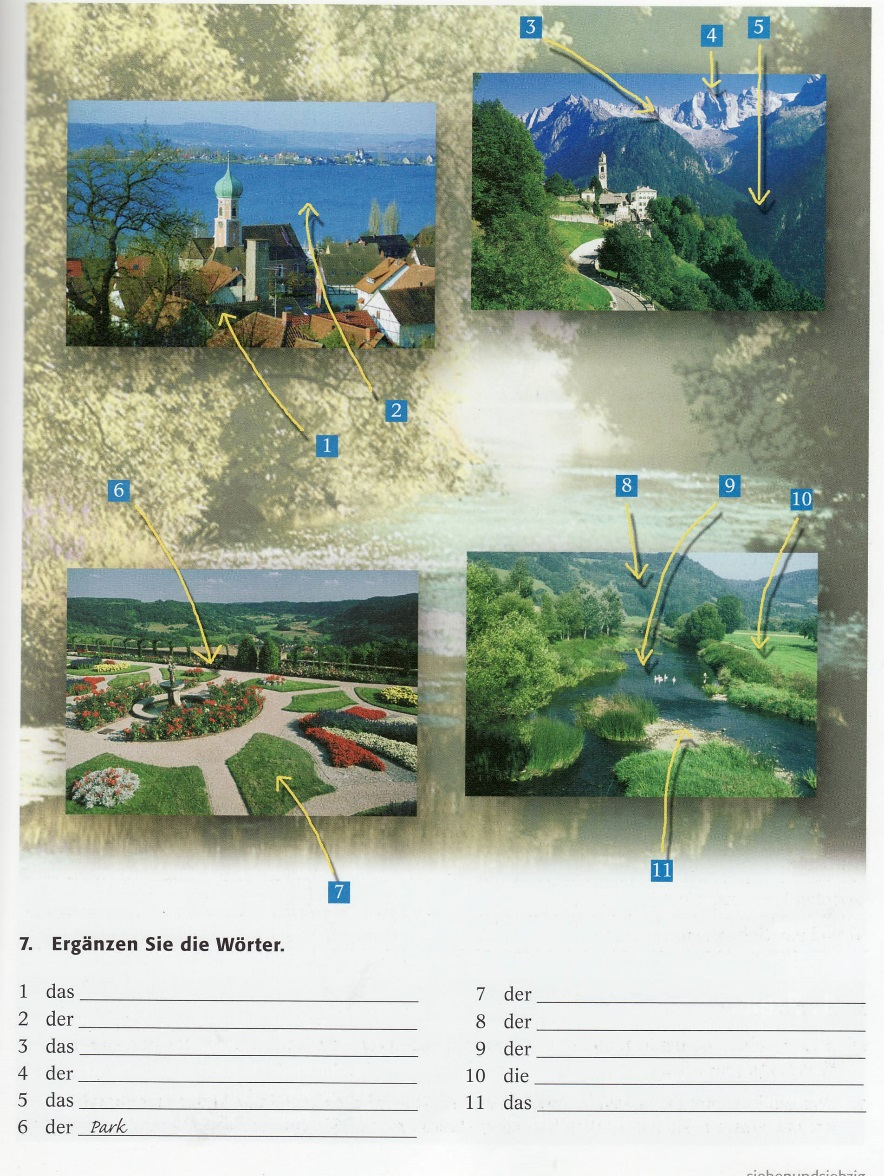 3
4
5
2
1
6
8
9
10
11
7
7. Ergänzen Sie die Wörter.
1 das
2 der
3 das
4 der
5 das
6 der Park
7 der
8 der
9 der
10 die
11 das
siebenundsiebzig